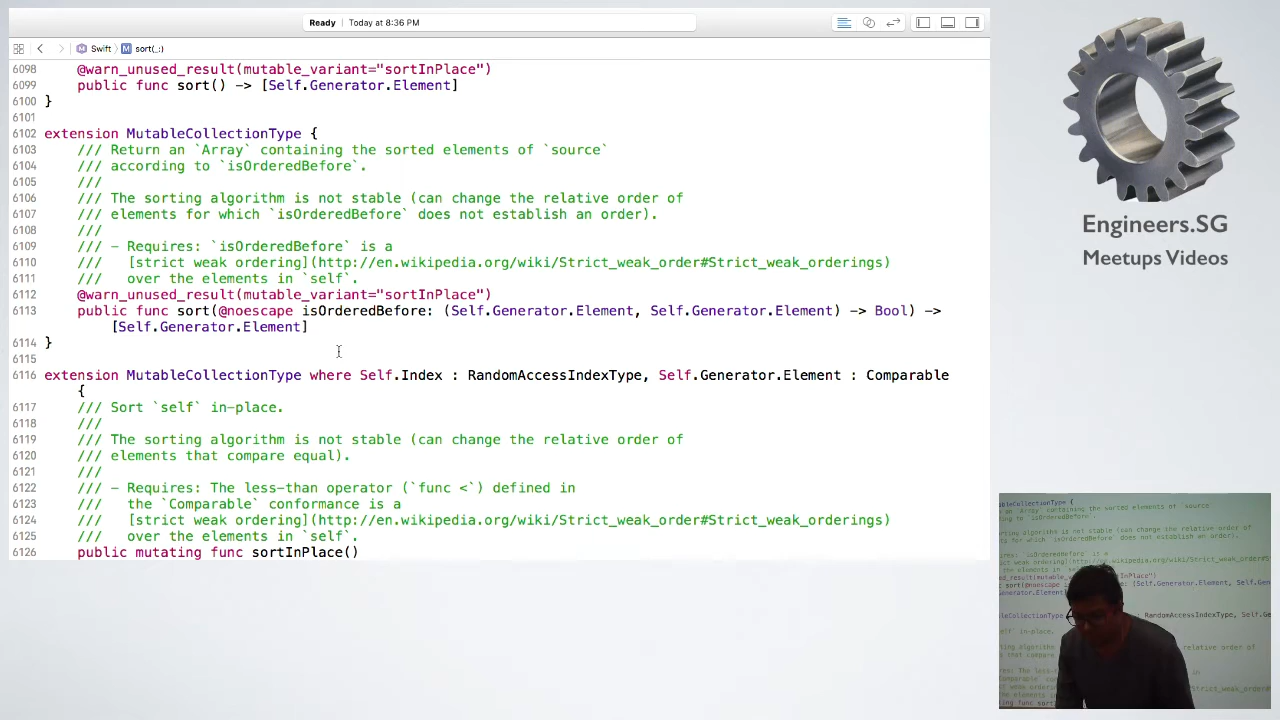 Ready | Today at 8:36 PM
Swift sort(_:)
6098 @warn_unused_result(mutable_variant="sortInPlace")
6099 public func sort() -> [Self.Generator.Element]
6100 }
6101
6102 extension MutableCollectionType {
6103 /// Return an `Array` containing the sorted elements of `source`
6104 /// according to `isOrderedBefore`.
6105 ///
6106 /// The sorting algorithm is not stable (can change the relative order of
6107 /// elements for which `isOrderedBefore` does not establish an order).
6108 ///
6109 /// - Requires: `isOrderedBefore` is a
6110 /// [strict weak ordering](http://en.wikipedia.org/wiki/Strict_weak_order#Strict_weak_orderings)
6111 /// over the elements in `self`.
6112 @warn_unused_result(mutable_variant="sortInPlace")
6113 public func sort(@noescape isOrderedBefore: (Self.Generator.Element, Self.Generator.Element) -> Bool) ->
[Self.Generator.Element]
6114 }
6115
6116 extension MutableCollectionType where Self.Index : RandomAccessIndexType, Self.Generator.Element : Comparable
{
6117 /// Sort `self` in-place.
6118 ///
6119 /// The sorting algorithm is not stable (can change the relative order of
6120 /// elements that compare equal).
6121 ///
6122 /// - Requires: The less-than operator (`func <`) defined in
6123 /// the `Comparable` conformance is a
6124 /// [strict weak ordering](http://en.wikipedia.org/wiki/Strict_weak_order#Strict_weak_orderings)
6125 /// over the elements in `self`.
6126 public mutating func sortInPlace()
Engineers.SG
Meetups Videos